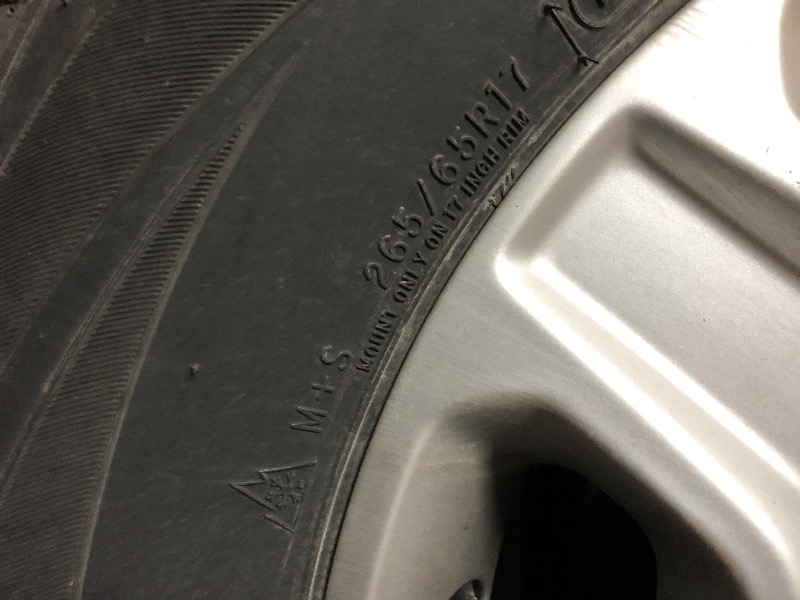 265/65R17
MOUNT ONLY ON 17 INCH RIM
M+S